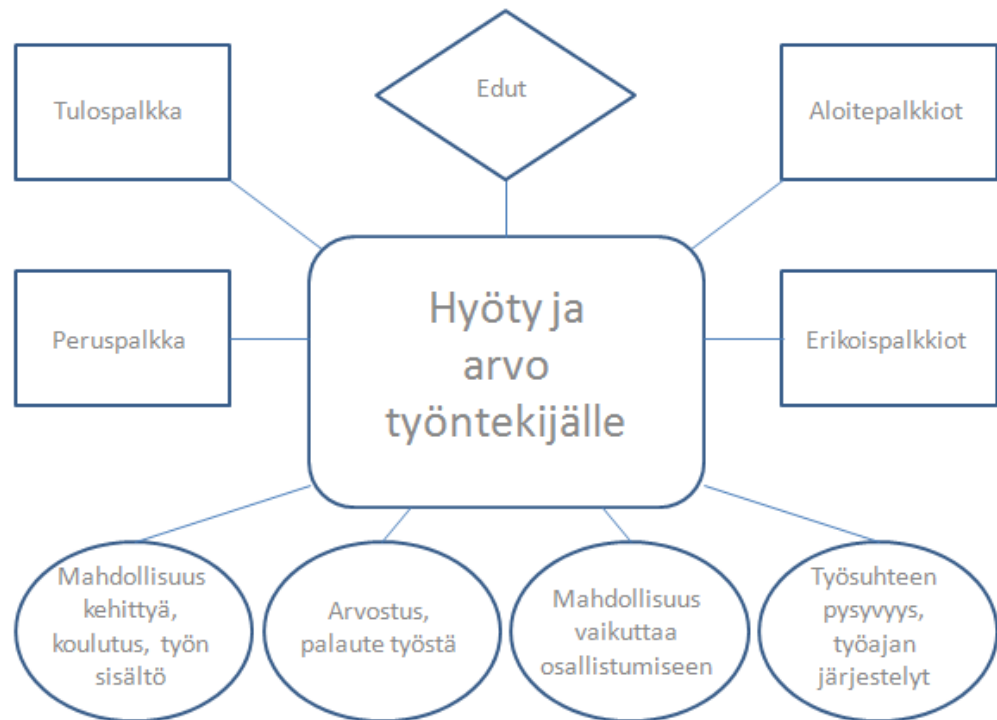 Edut
Tulospalkka
Aloitepalkkiot
Hyöty ja
arvo
työntekijälle
Peruspalkka
Erikoispalkkiot
Mahdollisuus
kehittyä,
koulutus, työn
sisältö
Arvostus,
palaute työstä
Mahdollisuus
vaikuttaa
osallistumiseen
Työsuhteen
pysyvyys,
työajan
järjestelyt